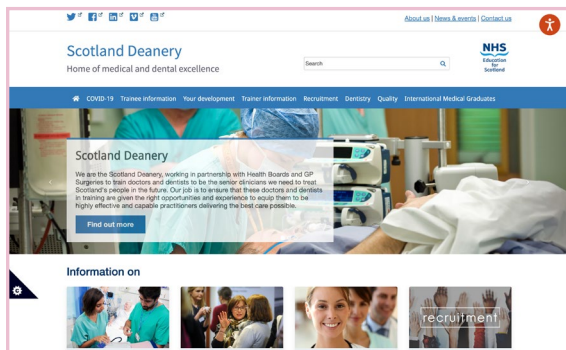 About us | News & events | Contact us
Scotland Deanery
Home of medical and dental excellence
Search
NHS
Education
for
Scotland
COVID-19 Trainee information Your development Trainer information Recruitment Dentistry Quality International Medical Graduates
Scotland Deanery
We are the Scotland Deanery, working in partnership with Health Boards and GP
Surgeries to train doctors and dentists to be the senior clinicians we need to treat
Scotland's people in the future. Our job is to ensure that these doctors and dentists
in training are given the right opportunities and experience to equip them to be
highly effective and capable practitioners delivering the best care possible.
Find out more
Information on
recruitment